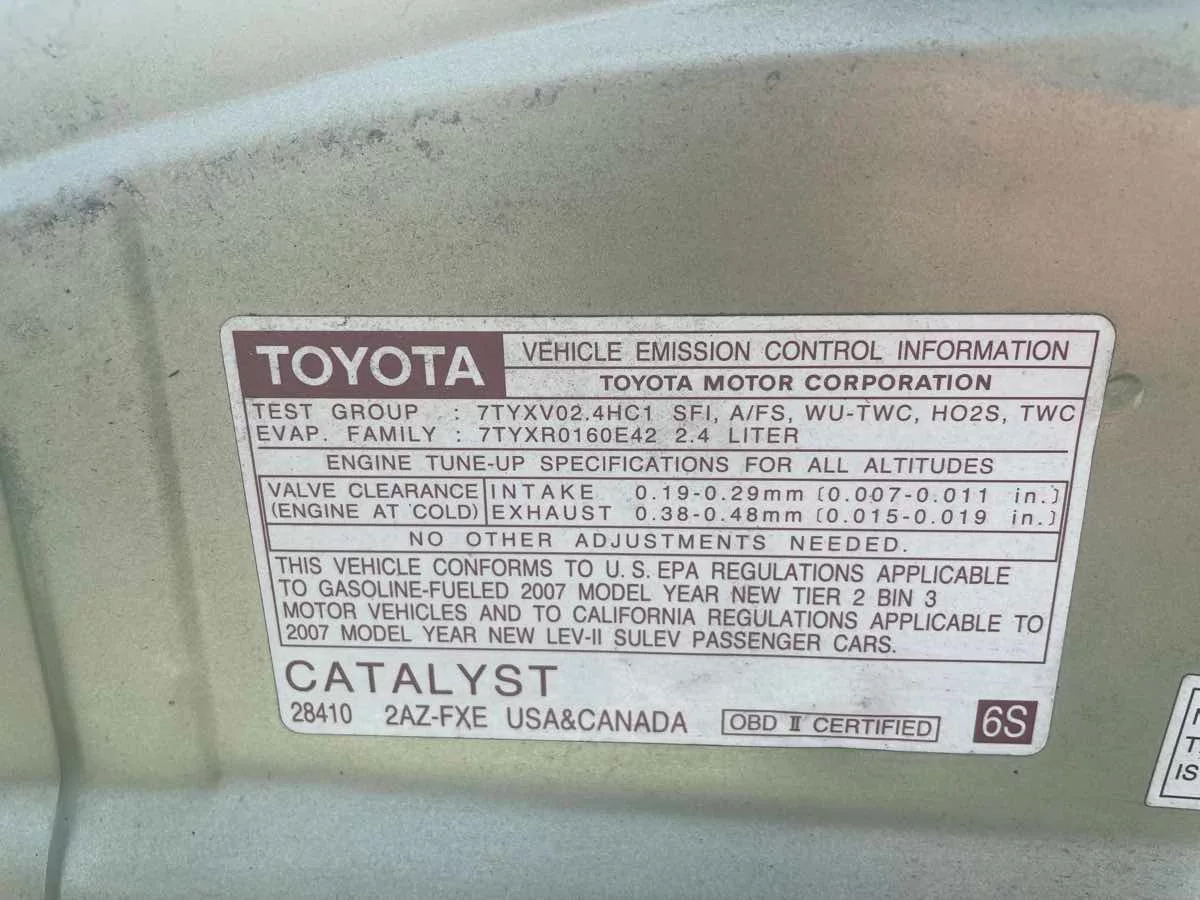 TOYOTA VEHICLE EMISSION CONTROL INFORMATION
TOYOTA MOTOR CORPORATION
TEST GROUP : 7TYXV02.4HC1 SFI, A/FS, WU-TWC, HO2S, TWC
EVAP. FAMILY : 7TYXR0160E42 2.4 LITER
ENGINE TUNE-UP SPECIFICATIONS FOR ALL ALTITUDES
VALVE CLEARANCE INTAKE 0.19-0.29mm (0.007-0.011 in.)
(ENGINE AT COLD) EXHAUST 0.38-0.48mm (0.015-0.019 in.)
NO OTHER ADJUSTMENTS NEEDED.
THIS VEHICLE CONFORMS TO U.S. EPA REGULATIONS APPLICABLE
TO GASOLINE-FUELED 2007 MODEL YEAR NEW TIER 2 BIN 3
MOTOR VEHICLES AND TO CALIFORNIA REGULATIONS APPLICABLE TO
2007 MODEL YEAR NEW LEV-II SULEV PASSENGER CARS.
CATALYST
28410 2AZ-FXE USA&CANADA OBD II CERTIFIED 6S
IS